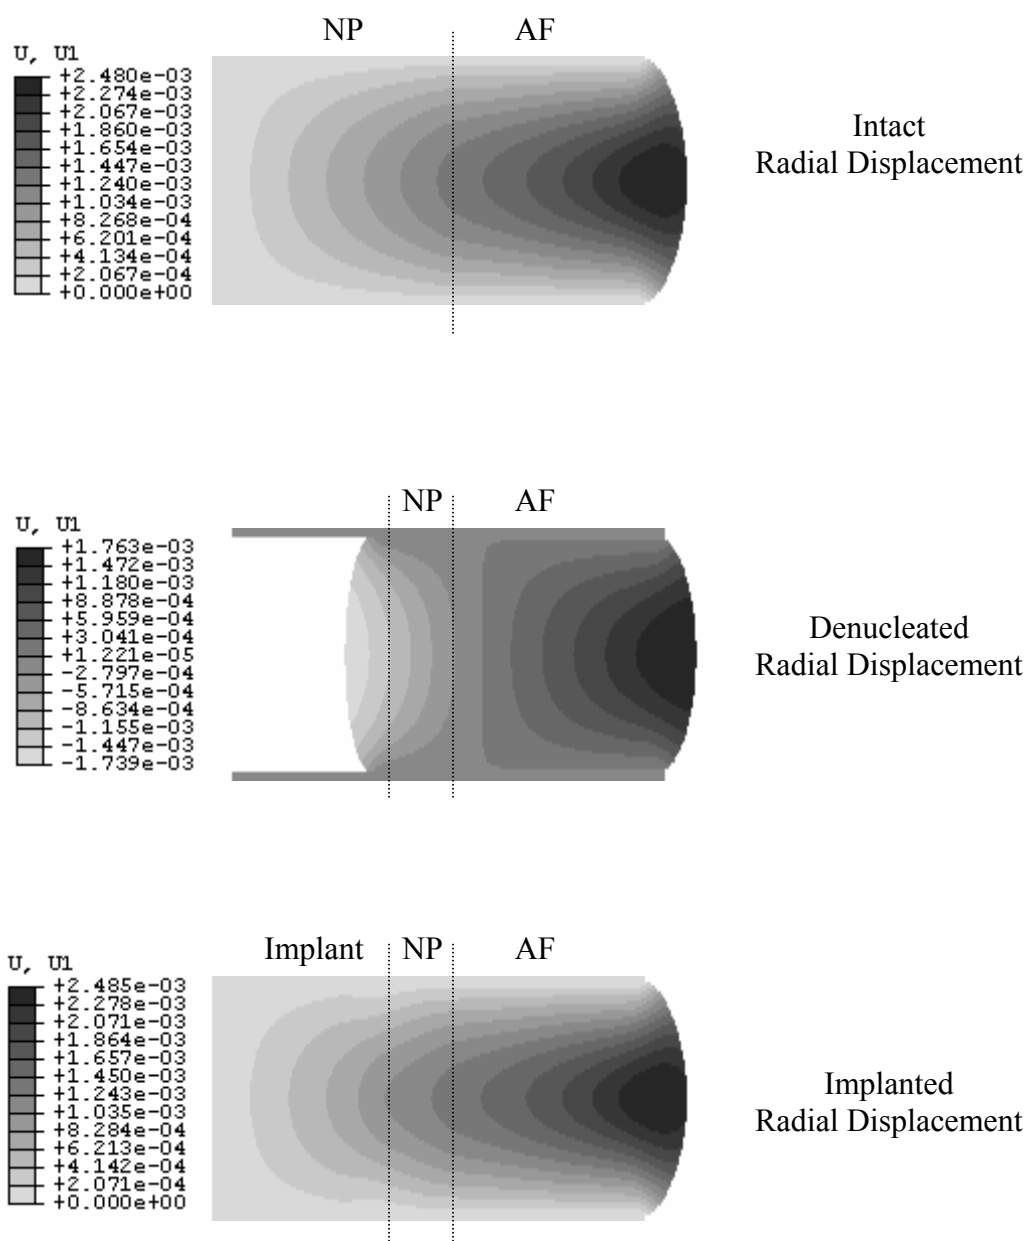 NP AF
U, U1
+2.480e-03
+2.274e-03
+2.067e-03
+1.860e-03
+1.654e-03
+1.447e-03
+1.240e-03
+1.034e-03
+8.268e-04
+6.201e-04
+4.134e-04
+2.067e-04
+0.000e+00
Intact
Radial Displacement
NP AF
U, U1
+1.763e-03
+1.472e-03
+1.180e-03
+8.878e-04
+5.959e-04
+3.041e-04
+1.221e-05
-2.797e-04
-5.715e-04
-8.634e-04
-1.155e-03
-1.447e-03
-1.739e-03
Denucleated
Radial Displacement
Implant NP AF
U, U1
+2.485e-03
+2.278e-03
+2.071e-03
+1.864e-03
+1.657e-03
+1.450e-03
+1.243e-03
+1.035e-03
+8.284e-04
+6.213e-04
+4.142e-04
+2.071e-04
+0.000e+00
Implanted
Radial Displacement